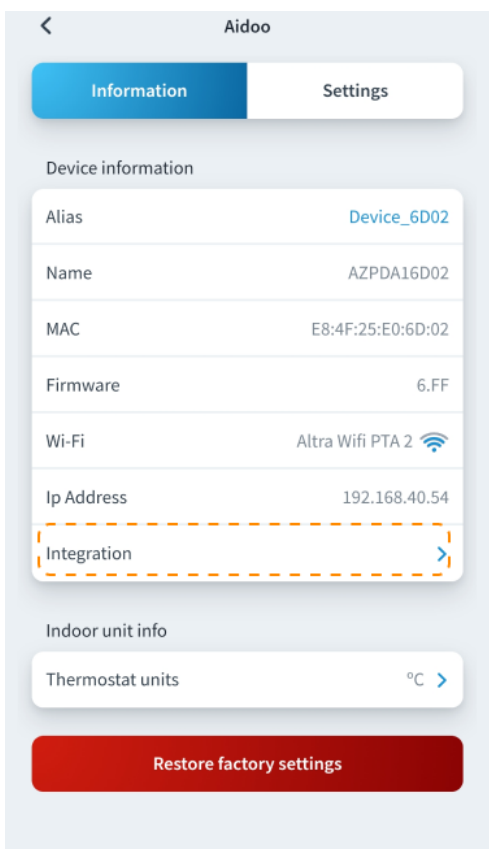 Aidoo
Information Settings
Device information
Alias Device_6D02
Name AZPDA16D02
MAC E8:4F:25:E0:6D:02
Firmware 6.FF
Wi-Fi Altra Wifi PTA 2
Ip Address 192.168.40.54
Integration
Indoor unit info
Thermostat units ºC
Restore factory settings